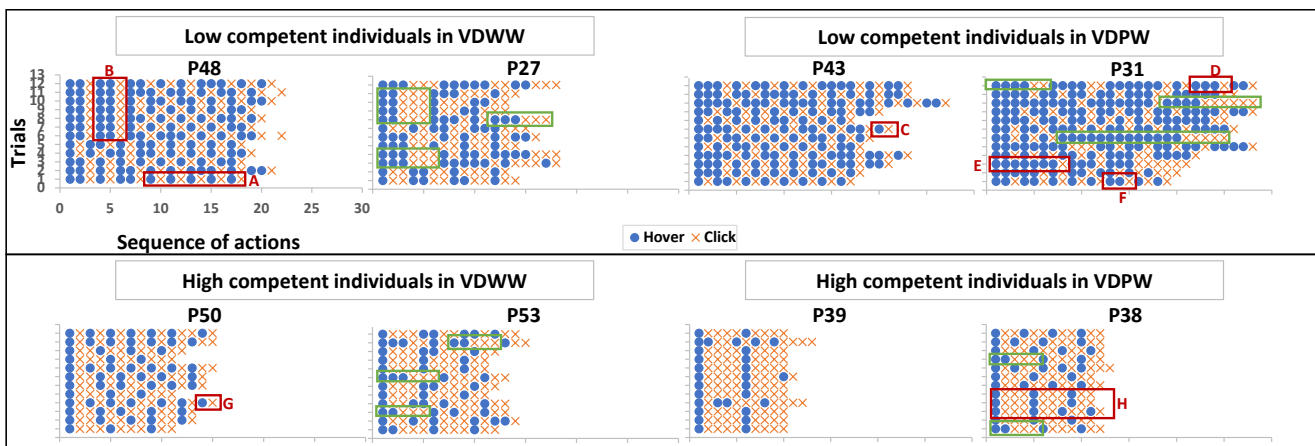 Low competent individuals in VDWW
Low competent individuals in VDPW
P48
P27
P43
P31
B
D
C
E
A
F
Trials
13
12
11
10
9
8
7
6
5
4
3
2
1
0
0 5 10 15 20 25 30
Sequence of actions
Hover Click
High competent individuals in VDWW
High competent individuals in VDPW
P50
P53
P39
P38
G
H